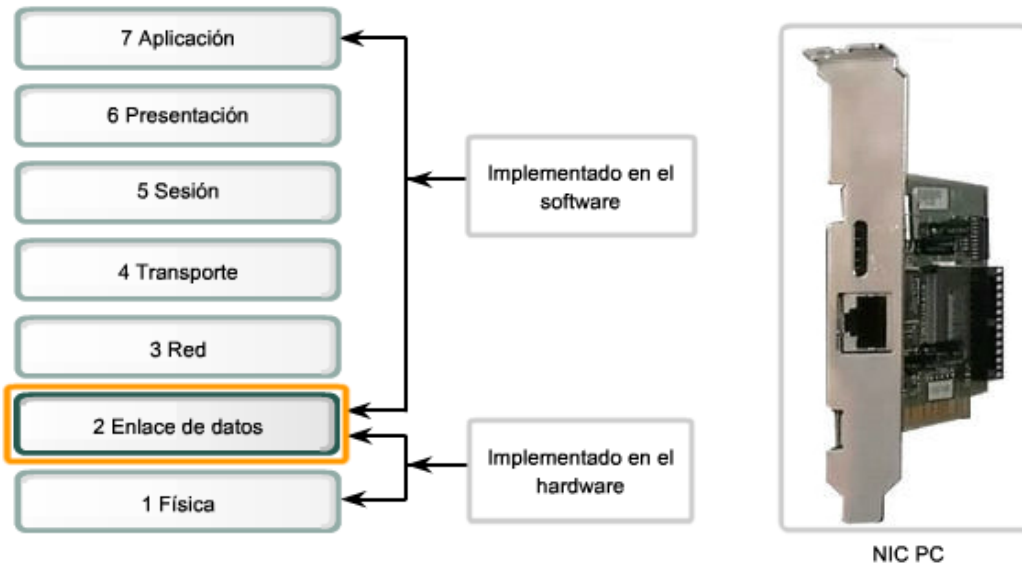 7 Aplicación
6 Presentación
5 Sesión
4 Transporte
3 Red
2 Enlace de datos
1 Física
Implementado en el
software
Implementado en el
hardware
NIC PC